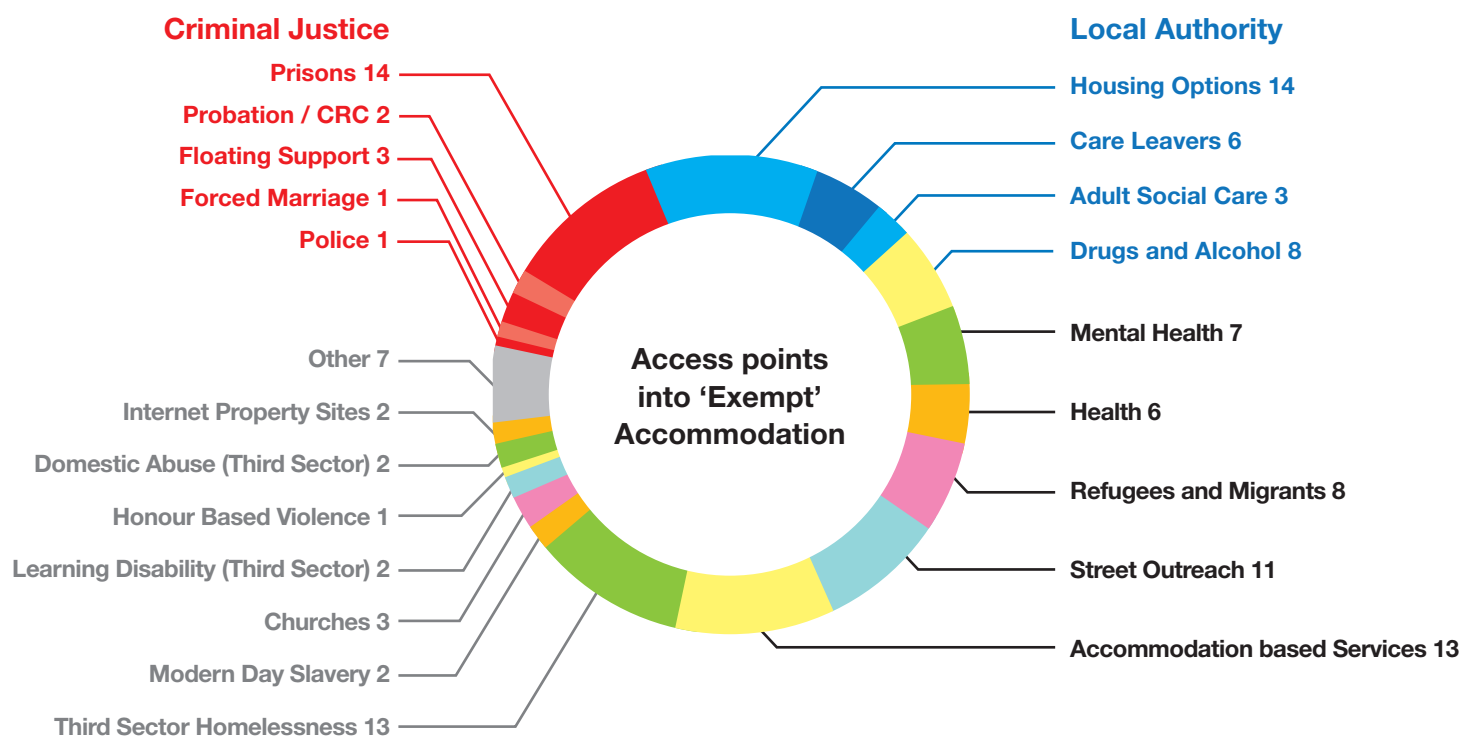 Criminal Justice
Prisons 14
Probation / CRC 2
Floating Support 3
Forced Marriage 1
Police 1
Other 7
Internet Property Sites 2
Domestic Abuse (Third Sector) 2
Honour Based Violence 1
Learning Disability (Third Sector) 2
Churches 3
Modern Day Slavery 2
Third Sector Homelessness 13
Access points
into ‘Exempt’
Accommodation
Local Authority
Housing Options 14
Care Leavers 6
Adult Social Care 3
Drugs and Alcohol 8
Mental Health 7
Health 6
Refugees and Migrants 8
Street Outreach 11
Accommodation based Services 13